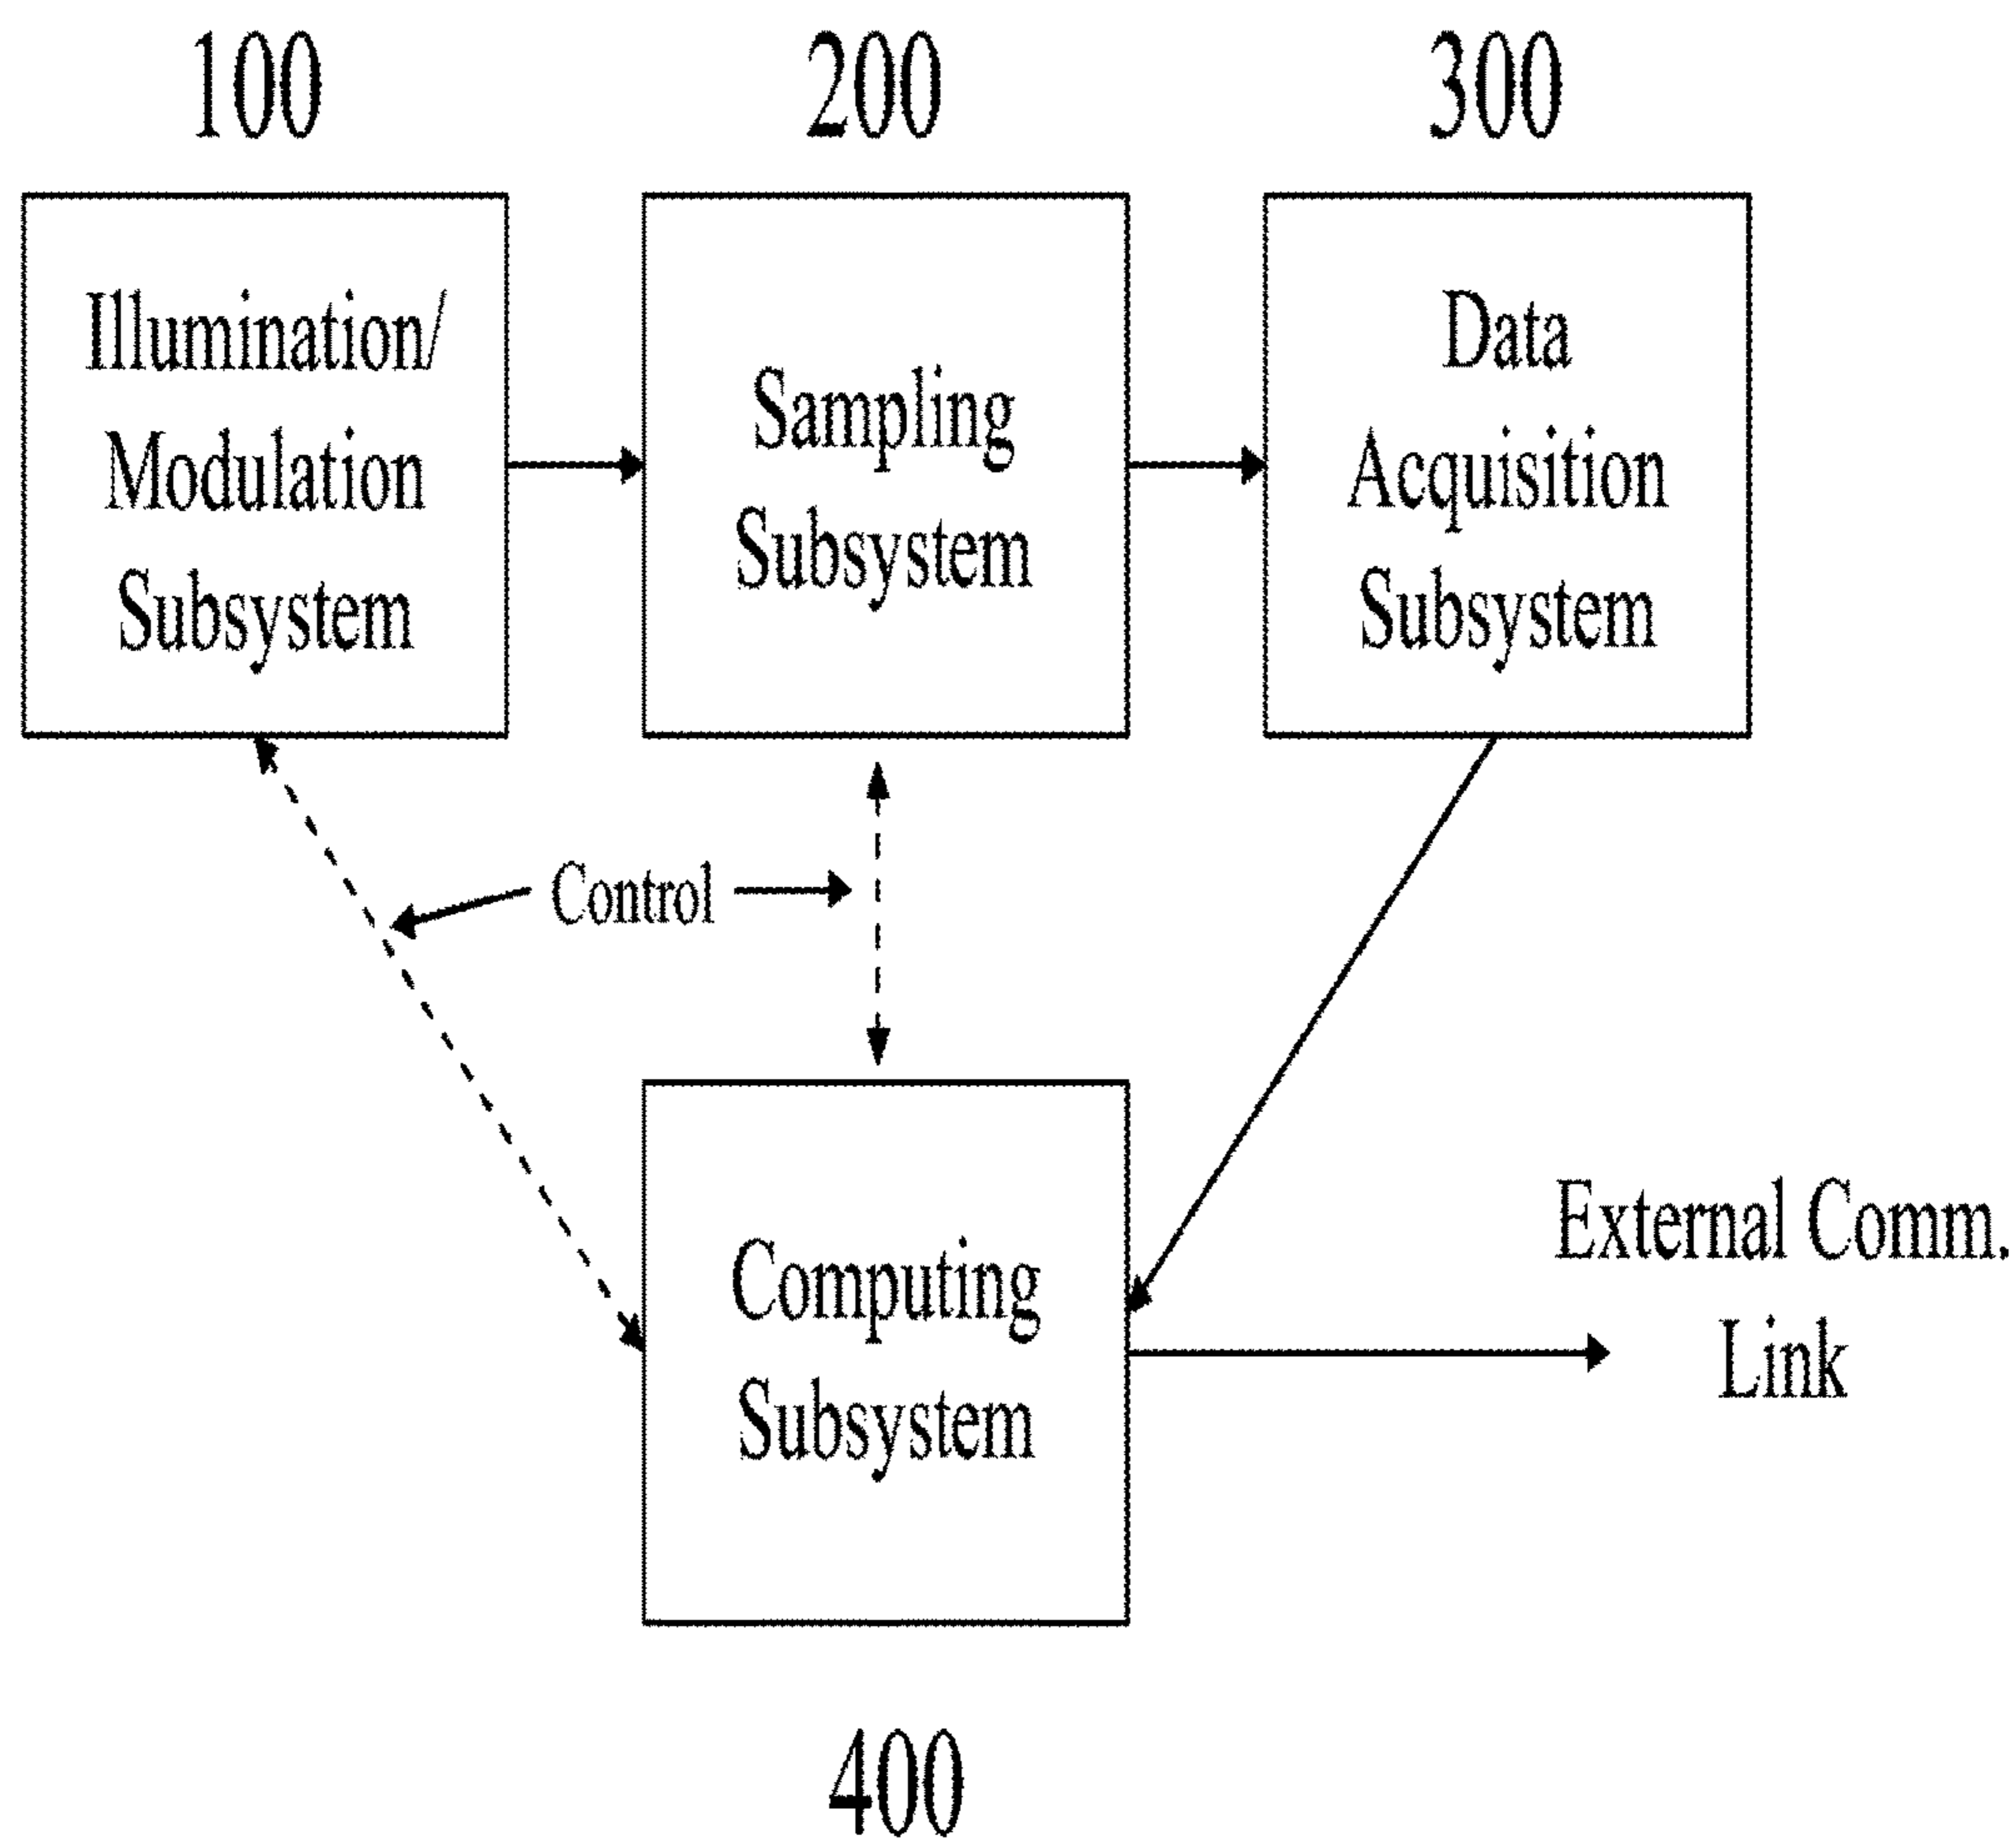 100
200
300
Illumination/
Modulation
Subsystem
Sampling
Subsystem
Data
Acquisition
Subsystem
Control
Computing
Subsystem
External Comm.
Link
400